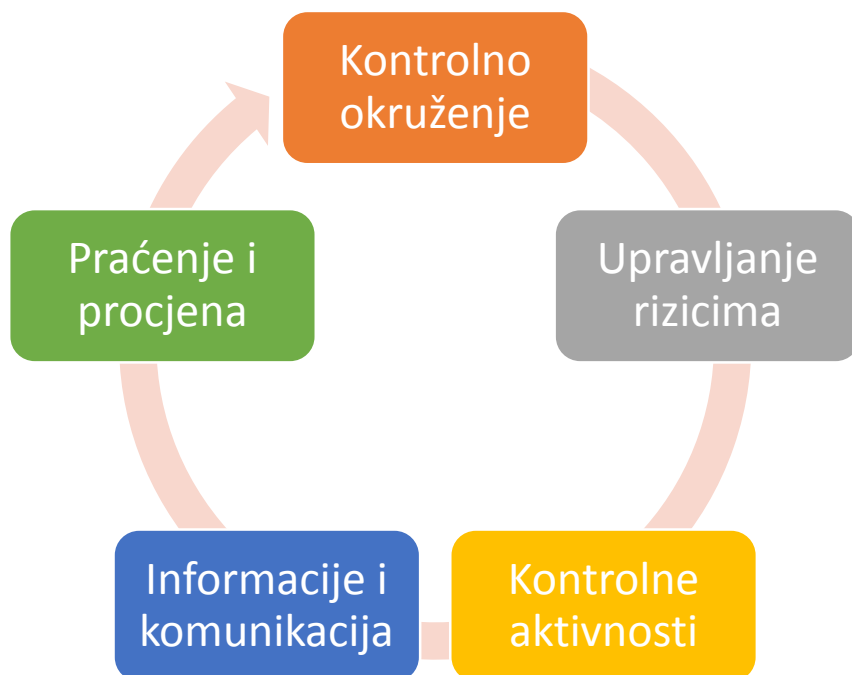 Kontrolno
okruženje
Upravljanje
rizicima
Kontrolne
aktivnosti
Informacije i
komunikacija
Praćenje i
procjena